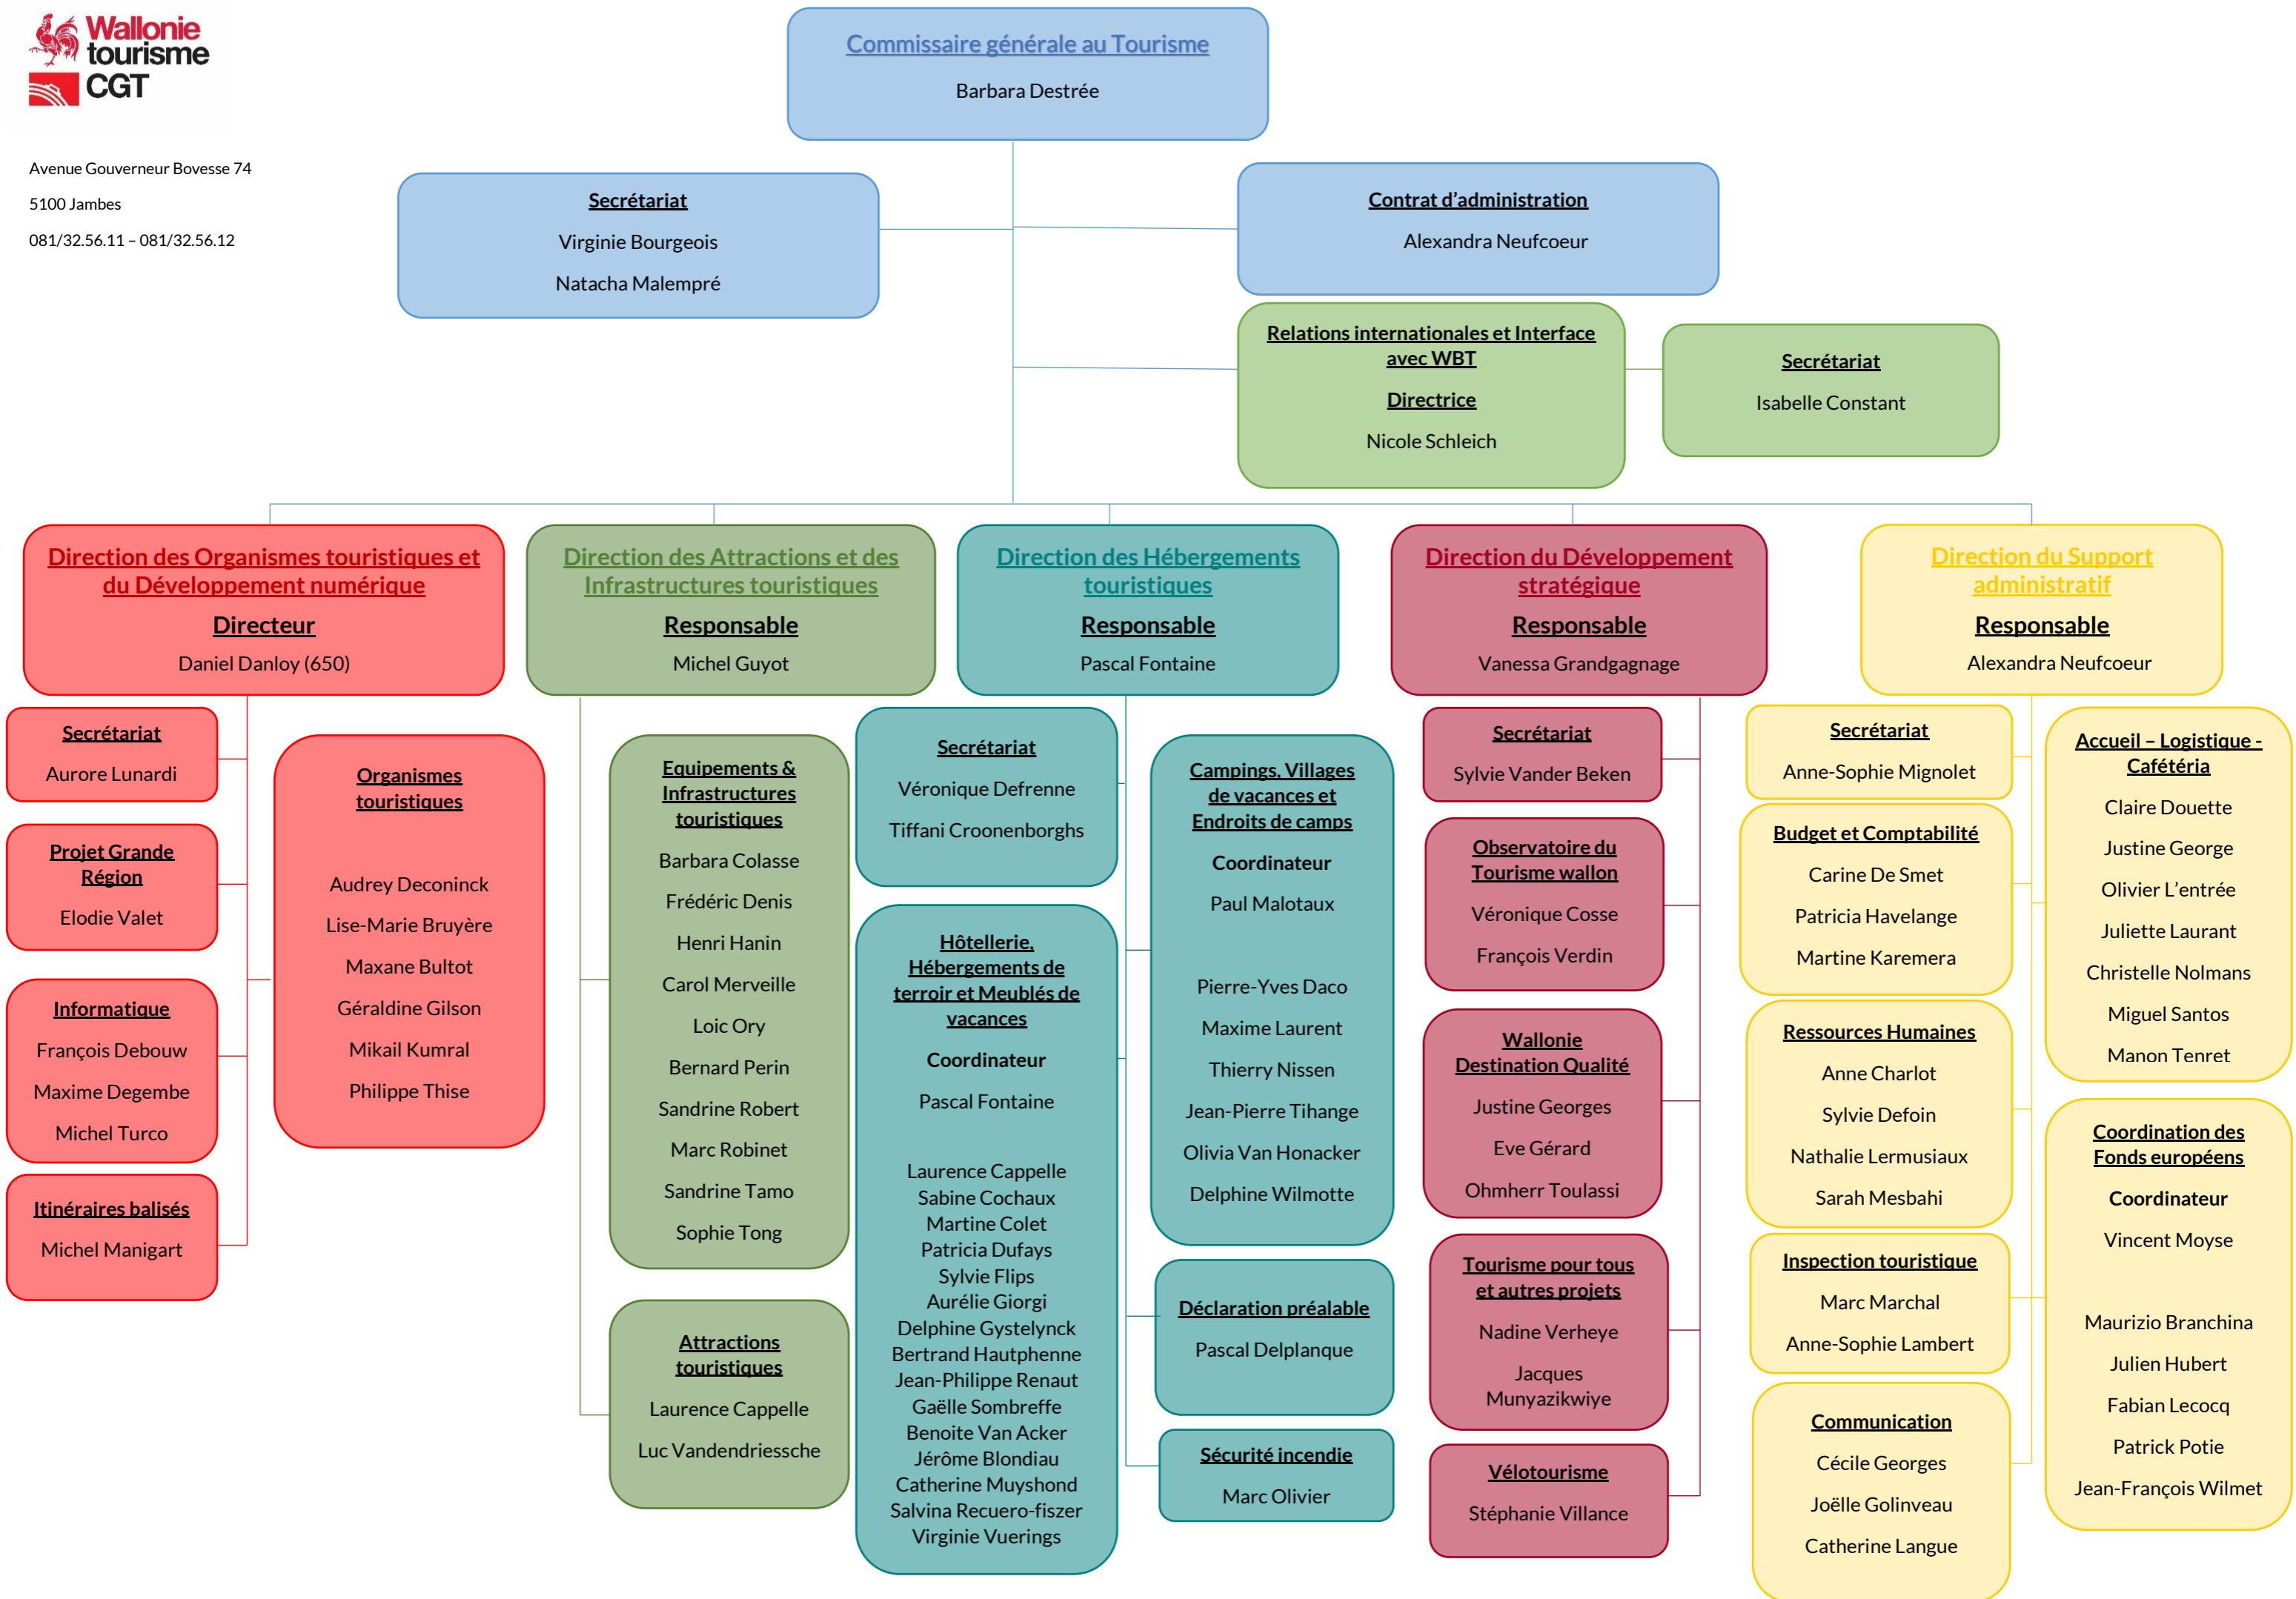 Wallonie
tourisme
CGT
Avenue Gouverneur Bovesse 74
5100 Jambes
081/32.56.11 – 081/32.56.12
Commissaire générale au Tourisme
Barbara Destrée
Secrétariat
Virginie Bourgeois
Natacha Malempré
Contrat d’administration
Alexandra Neufcoeur
Relations internationales et Interface
avec WBT
Directrice
Nicole Schleich
Secrétariat
Isabelle Constant
Direction des Organismes touristiques et
du Développement numérique
Directeur
Daniel Danloy (650)
Secrétariat
Aurore Lunardi
Projet Grande
Région
Elodie Valet
Informatique
François Debouw
Maxime Degembe
Michel Turco
Itinéraires balisés
Michel Manigart
Organismes
touristiques
Audrey Deconinck
Lise-Marie Bruyère
Maxane Bultot
Géraldine Gilson
Mikail Kumral
Philippe Thise
Direction des Attractions et des
Infrastructures touristiques
Responsable
Michel Guyot
Equipements &
Infrastructures
touristiques
Barbara Colasse
Frédéric Denis
Henri Hanin
Carol Merveille
Loic Ory
Bernard Perin
Sandrine Robert
Marc Robinet
Sandrine Tamo
Sophie Tong
Attractions
touristiques
Laurence Cappelle
Luc Vandendriessche
Direction des Hébergements
touristiques
Responsable
Pascal Fontaine
Secrétariat
Véronique Defrenne
Tiffani Croonenborghs
Hôtellerie,
Hébergements de
terroir et Meublés de
vacances
Coordinateur
Pascal Fontaine
Laurence Cappelle
Sabine Cochaux
Martine Colet
Patricia Dufays
Sylvie Flips
Aurélie Giorgi
Delphine Gystelynck
Bertrand Hautphenne
Jean-Philippe Renaut
Gaëlle Sombreffe
Benoite Van Acker
Jérôme Blondiau
Catherine Muyshond
Salvina Recuero-fiszer
Virginie Vuerings
Campings, Villages
de vacances et
Endroits de camps
Coordinateur
Paul Malotaux
Pierre-Yves Daco
Maxime Laurent
Thierry Nissen
Jean-Pierre Tihange
Olivia Van Honacker
Delphine Wilmotte
Déclaration préalable
Pascal Delplanque
Sécurité incendie
Marc Olivier
Direction du Développement
stratégique
Responsable
Vanessa Grandgagnage
Secrétariat
Sylvie Vander Beken
Observatoire du
Tourisme wallon
Véronique Cosse
François Verdin
Wallonie
Destination Qualité
Justine Georges
Eve Gérard
Ohmherr Toulassi
Tourisme pour tous
et autres projets
Nadine Verheye
Jacques
Munyazikwiye
Vélotourisme
Stéphanie Villance
Direction du Support
administratif
Responsable
Alexandra Neufcoeur
Secrétariat
Anne-Sophie Mignolet
Budget et Comptabilité
Carine De Smet
Patricia Havelange
Martine Karemera
Ressources Humaines
Anne Charlot
Sylvie Defoin
Nathalie Lermusiaux
Sarah Mesbahi
Inspection touristique
Marc Marchal
Anne-Sophie Lambert
Communication
Cécile Georges
Joëlle Golinveau
Catherine Langue
Accueil – Logistique -
Cafétéria
Claire Douette
Justine George
Olivier L’entrée
Juliette Laurant
Christelle Nolmans
Miguel Santos
Manon Tenret
Coordination des
Fonds européens
Coordinateur
Vincent Moyse
Maurizio Branchina
Julien Hubert
Fabian Lecocq
Patrick Potie
Jean-François Wilmet